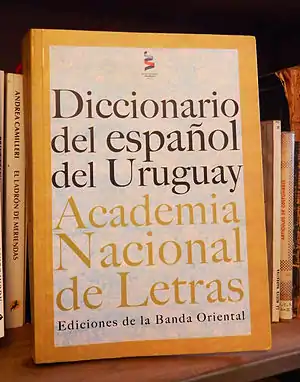 Diccionario
del español
del Uruguay
Academia
Nacional
de Letras
Ediciones de la Banda Oriental
ANDREA CAMILLERI
EL LADRÓN DE MERIENDAS